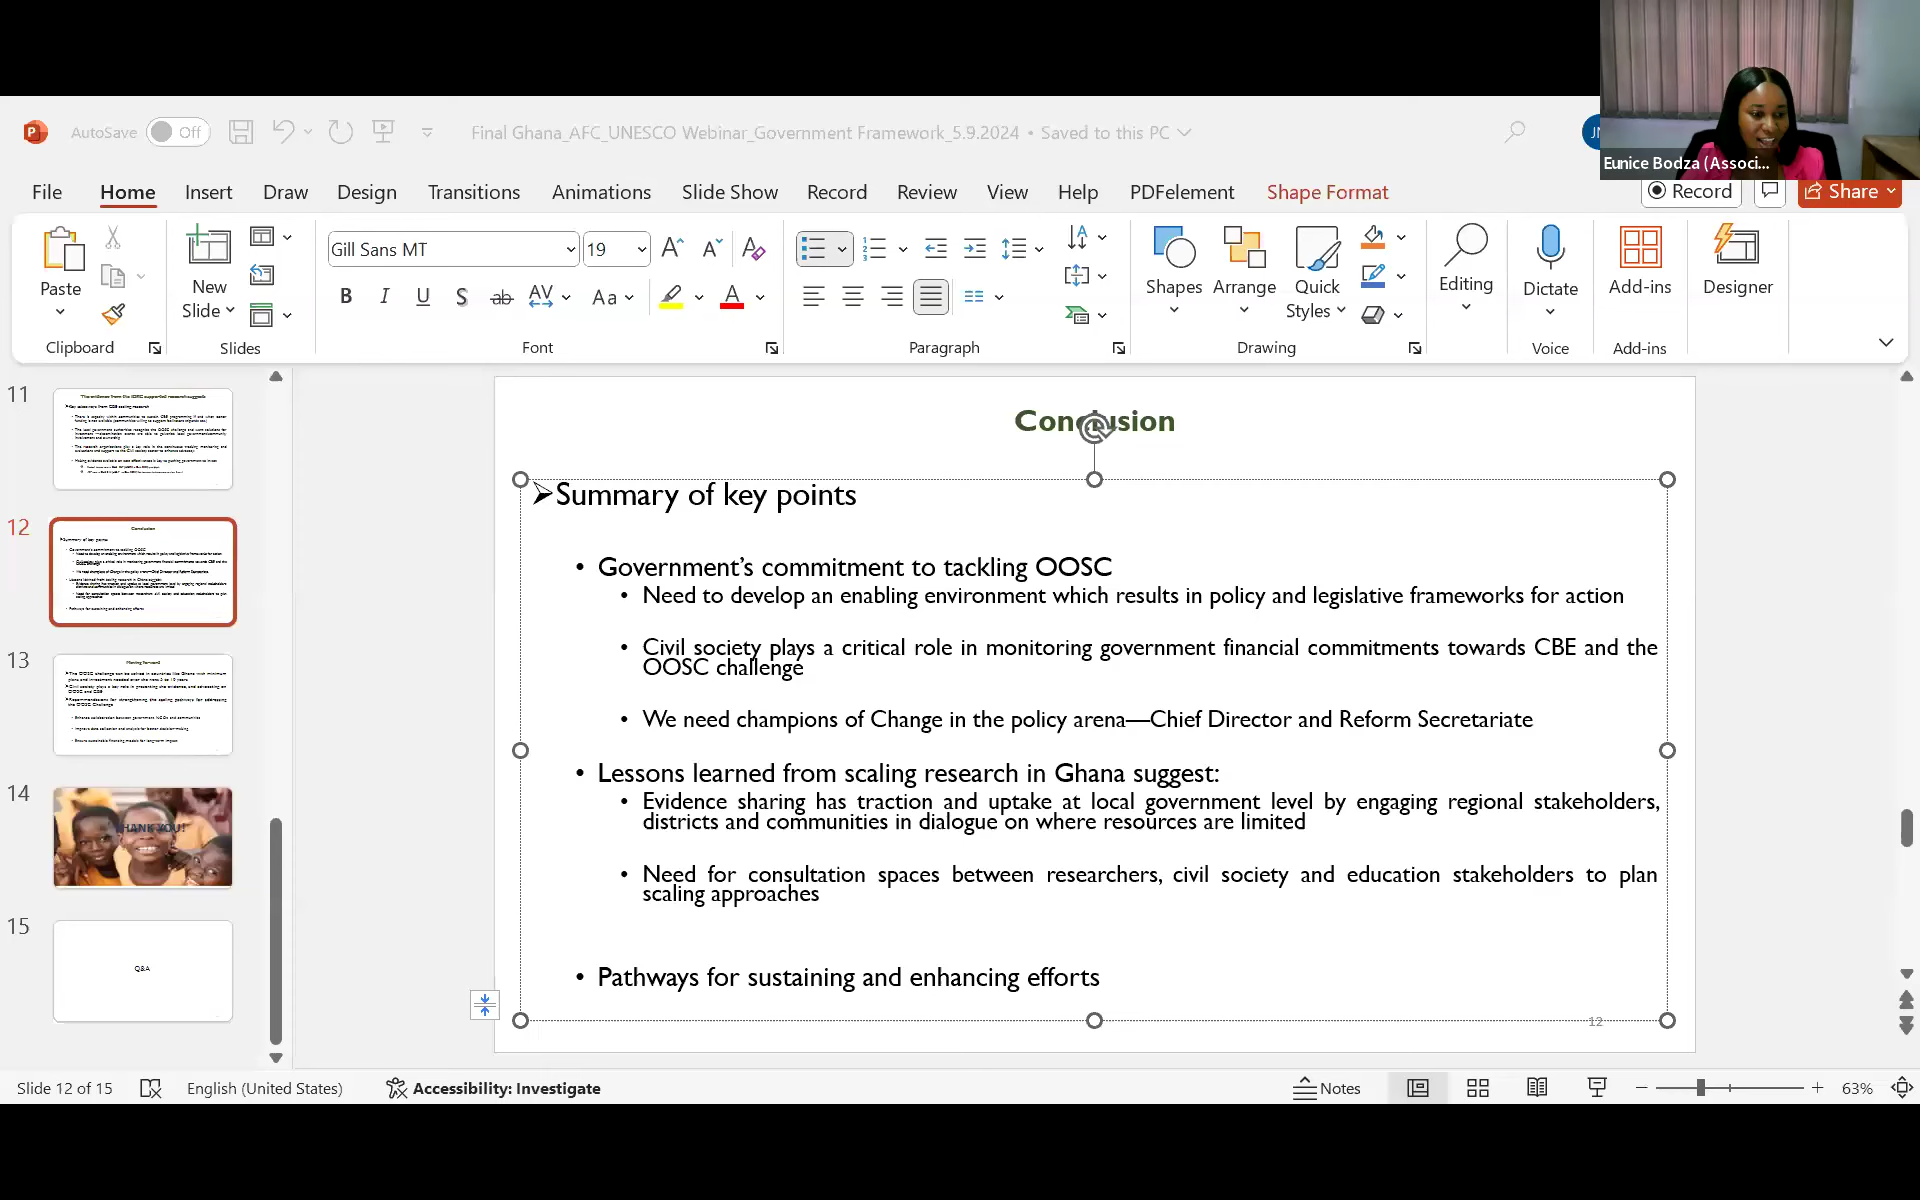 Eunice Bodza (Associ...
AutoSave Off
Final Ghana_AFC_UNESCO Webinar_Government Framework_5.9.2024 • Saved to this PC
File Home Insert Draw Design Transitions Animations Slide Show Record Review View Help PDFelement Shape Format
Record Share
Paste
New
Slide
Gill Sans MT 19
Shapes Arrange Quick
Styles
Editing
Dictate
Add-ins
Designer
Clipboard Slides Font Paragraph Drawing Voice Add-ins
11
12
13
14
15
Conclusion
Summary of key points
Moving forward
THANK YOU!
Q&A
Conclusion
➢Summary of key points
• Government’s commitment to tackling OOSC
• Need to develop an enabling environment which results in policy and legislative frameworks for action
• Civil society plays a critical role in monitoring government financial commitments towards CBE and the
OOSC challenge
• We need champions of Change in the policy arena—Chief Director and Reform Secretariate
• Lessons learned from scaling research in Ghana suggest:
• Evidence sharing has traction and uptake at local government level by engaging regional stakeholders,
districts and communities in dialogue on where resources are limited
• Need for consultation spaces between researchers, civil society and education stakeholders to plan
scaling approaches
• Pathways for sustaining and enhancing efforts
12
Slide 12 of 15 English (United States) Accessibility: Investigate Notes 63%